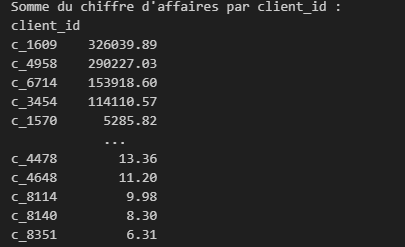 Somme du chiffre d'affaires par client_id :
client_id
c_1609    326039.89
c_4958    290227.03
c_6714    153918.60
c_3454    114110.57
c_1570      5285.82
...
c_4478        13.36
c_4648        11.20
c_8114         9.98
c_8140         8.30
c_8351         6.31